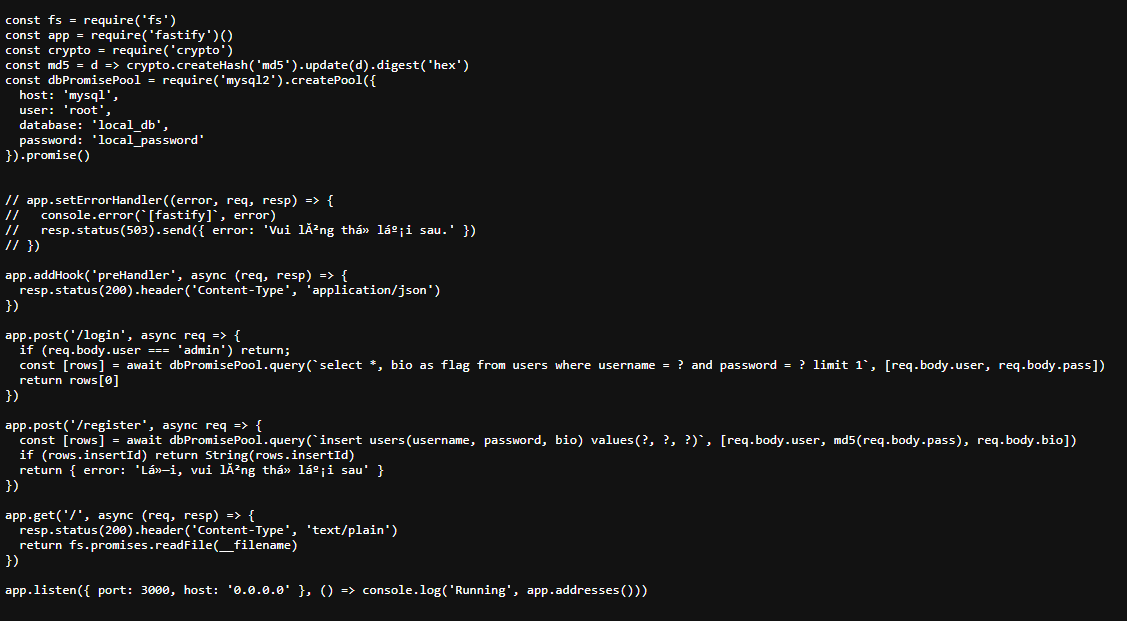 const fs = require('fs')
const app = require('fastify')()
const crypto = require('crypto')
const md5 = d => crypto.createHash('md5').update(d).digest('hex')
const dbPromisePool = require('mysql2').createPool({
  host: 'mysql',
  user: 'root',
  database: 'local_db',
  password: 'local_password'
}).promise()
// app.setErrorHandler((error, req, resp) => {
//   console.error(`[fastify]`, error)
//   resp.status(503).send({ error: 'Vui lÃ²ng thá» láº¡i sau.' })
// })
app.addHook('preHandler', async (req, resp) => {
  resp.status(200).header('Content-Type', 'application/json')
})
app.post('/login', async req => {
  if (req.body.user === 'admin') return;
  const [rows] = await dbPromisePool.query(`select *, bio as flag from users where username = ? and password = ? limit 1`, [req.body.user, req.body.pass])
  return rows[0]
})
app.post('/register', async req => {
  const [rows] = await dbPromisePool.query(`insert users(username, password, bio) values(?, ?, ?)`, [req.body.user, md5(req.body.pass), req.body.bio])
  if (rows.insertId) return String(rows.insertId)
  return { error: 'Lá»—i, vui lÃ²ng thá» láº¡i sau' }
})
app.get('/', async (req, resp) => {
  resp.status(200).header('Content-Type', 'text/plain')
  return fs.promises.readFile(__filename)
})
app.listen({ port: 3000, host: '0.0.0.0' }, () => console.log('Running', app.addresses()))